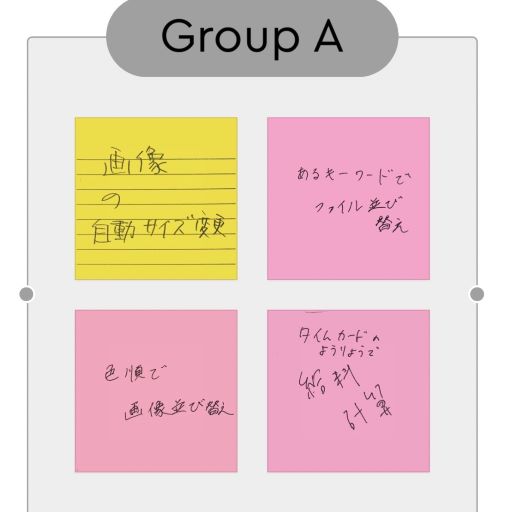 Group A
画像
の
自動サイズ変更
あるキーワードで
ファイル並び
替え
色順で
画像並び替え
タイムカードの
ようりょうで
給料
計算